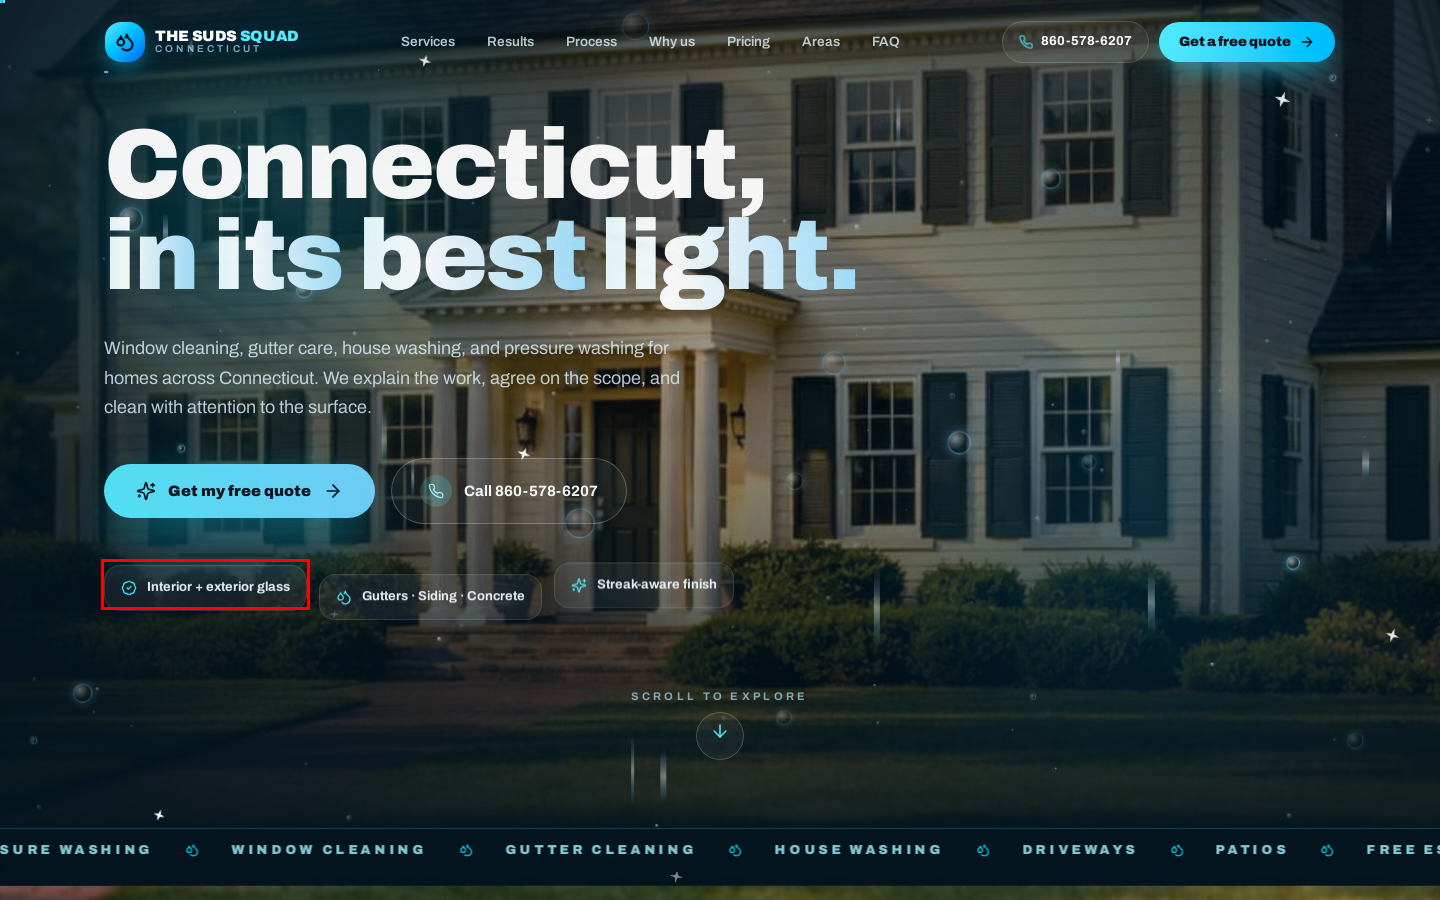 THE SUDS SQUAD
CONNECTICUT
Services
Results
Process
Why us
Pricing
Areas
FAQ
860-578-6207
Get a free quote
Connecticut,
in its best light.
Window cleaning, gutter care, house washing, and pressure washing for
homes across Connecticut. We explain the work, agree on the scope, and
clean with attention to the surface.
Get my free quote
Call 860-578-6207
Interior + exterior glass
Gutters · Siding · Concrete
Streak-aware finish
SCROLL TO EXPLORE
SURE WASHING
WINDOW CLEANING
GUTTER CLEANING
HOUSE WASHING
DRIVEWAYS
PATIOS
FREE ES